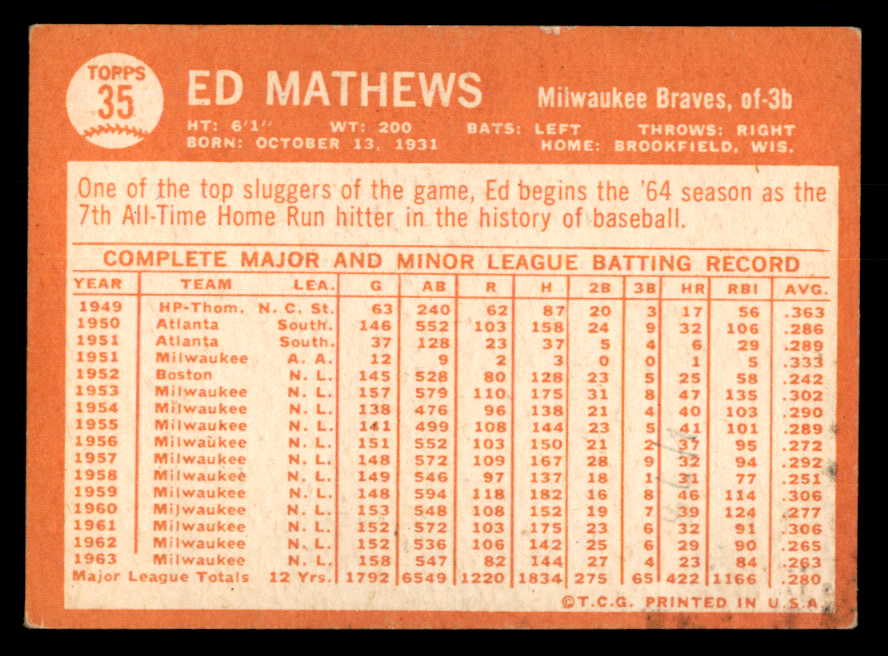 TOPPS
35
ED MATHEWS
Milwaukee Braves, of-3b
HT: 6'1" WT: 200 BATS: LEFT THROWS: RIGHT
BORN: OCTOBER 13, 1931 HOME: BROOKFIELD, WIS.
One of the top sluggers of the game, Ed begins the '64 season as the
7th All-Time Home Run hitter in the history of baseball.
COMPLETE MAJOR AND MINOR LEAGUE BATTING RECORD
YEAR TEAM LEA. G AB R H 2B 3B HR RBI AVG.
1949 HP-Thom. N. C. St. 63 240 62 87 20 3 17 56 .363
1950 Atlanta South. 146 552 103 158 24 9 32 106 .286
1951 Atlanta South. 37 128 23 37 5 4 6 29 .289
1951 Milwaukee A. A. 12 9 2 3 0 0 1 5 .333
1952 Boston N. L. 145 528 80 128 23 5 25 58 .242
1953 Milwaukee N. L. 157 579 110 175 31 8 47 135 .302
1954 Milwaukee N. L. 138 476 96 138 21 4 40 103 .290
1955 Milwaukee N. L. 141 499 108 144 23 5 41 101 .289
1956 Milwaukee N. L. 151 552 103 150 21 2 37 95 .272
1957 Milwaukee N. L. 148 572 109 167 28 9 32 94 .292
1958 Milwaukee N. L. 149 546 97 137 18 1 31 77 .251
1959 Milwaukee N. L. 148 594 118 182 16 8 46 114 .306
1960 Milwaukee N. L. 153 548 108 152 19 7 39 124 .277
1961 Milwaukee N. L. 152 572 103 175 23 6 32 91 .306
1962 Milwaukee N. L. 152 536 106 142 25 6 29 90 .265
1963 Milwaukee N. L. 158 547 82 144 27 4 23 84 .263
Major League Totals 12 Yrs. 1792 6549 1220 1834 275 65 422 1166 .280
©T.C.G. PRINTED IN U.S.A.